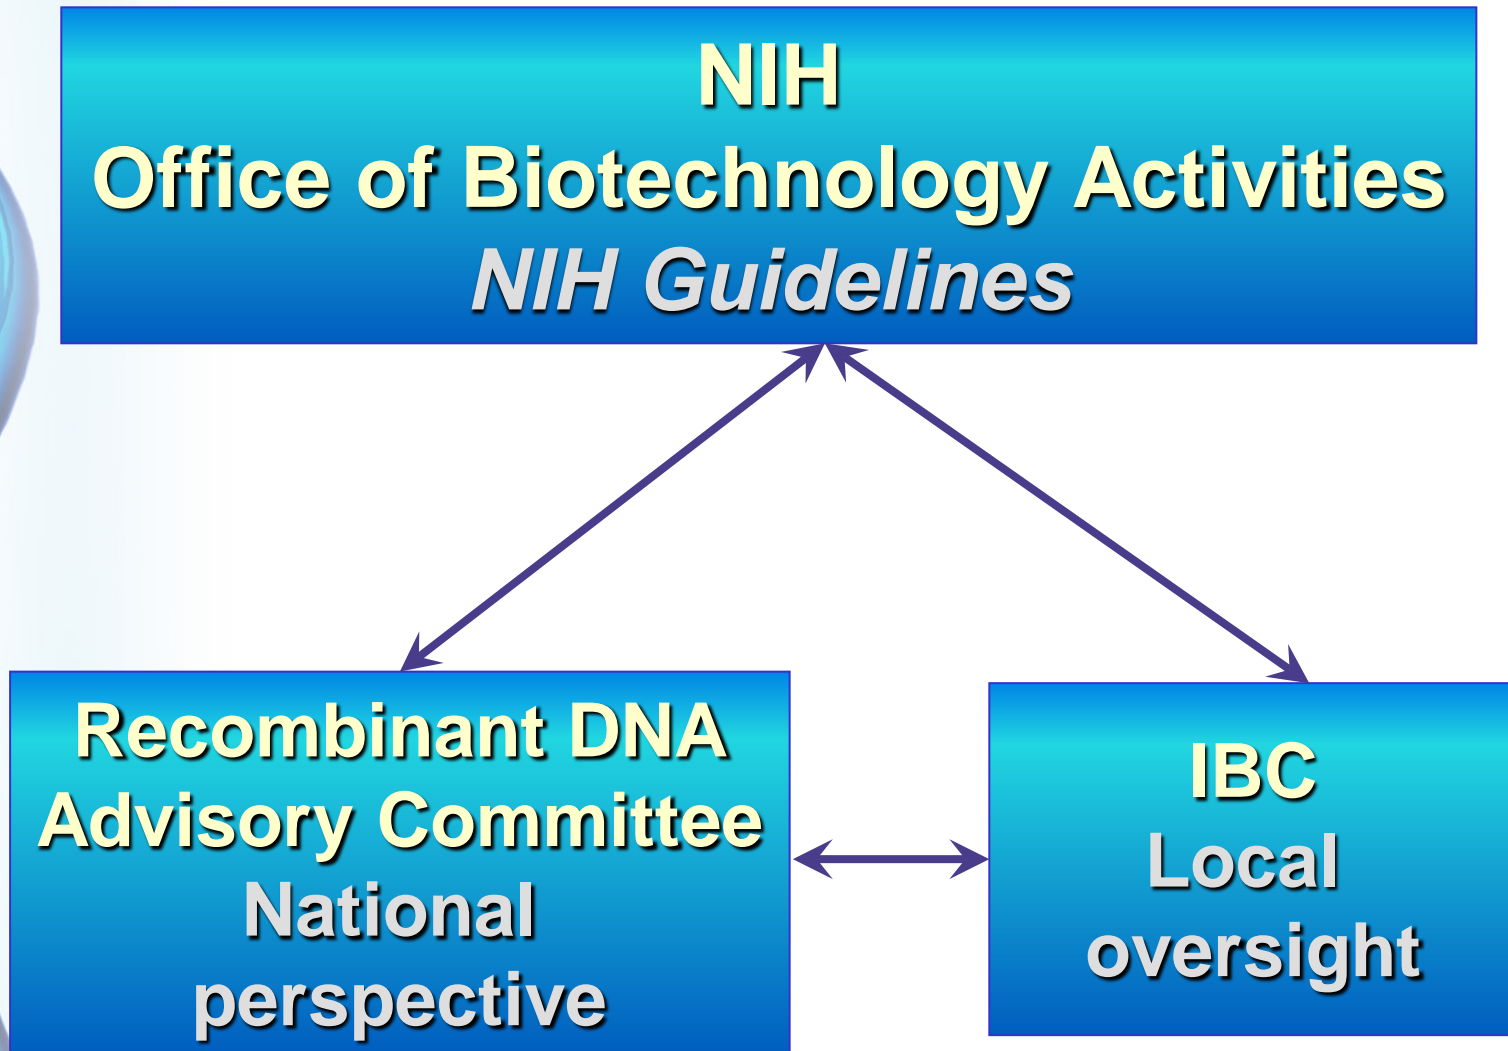 NIH
Office of Biotechnology Activities
NIH Guidelines
Recombinant DNA
Advisory Committee
National
perspective
IBC
Local
oversight